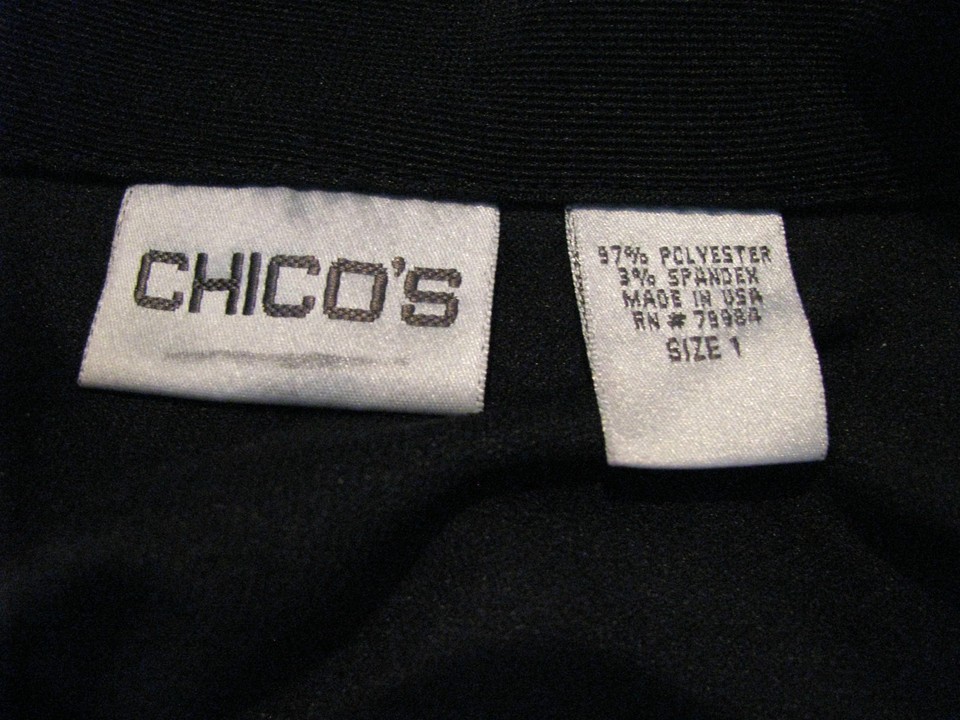 CHICO'S
97% POLYESTER
3% SPANDEX
MADE IN USA
RN # 79984
SIZE 1